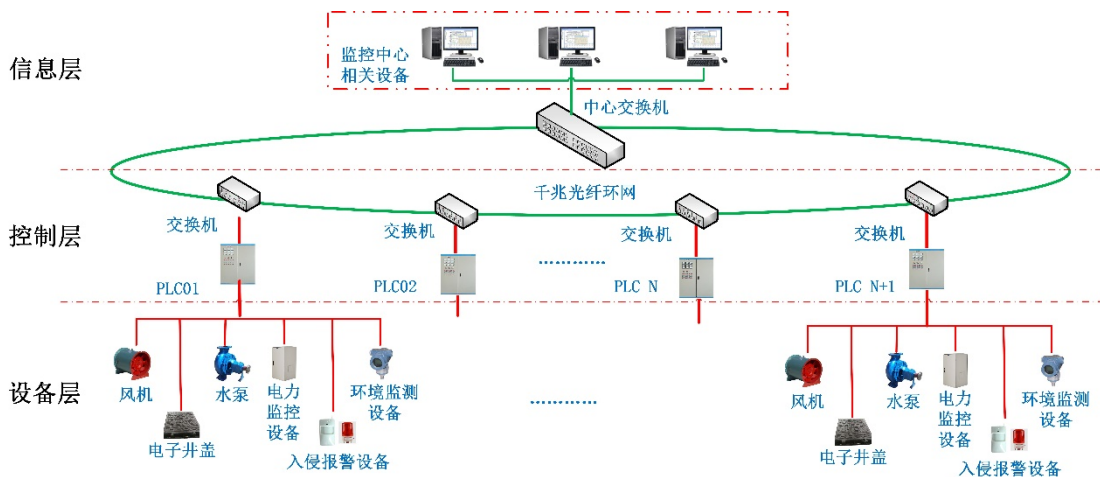 信息层
监控中心
相关设备
中心交换机
千兆光纤环网
控制层
交换机
交换机
交换机
交换机
PLC01
PLC02
…………
PLC N
PLC N+1
设备层
风机
水泵
电力
监控
设备
环境监测
设备
电子井盖
入侵报警设备
…………
风机
水泵
电力
监控
设备
环境监测
设备
电子井盖
入侵报警设备